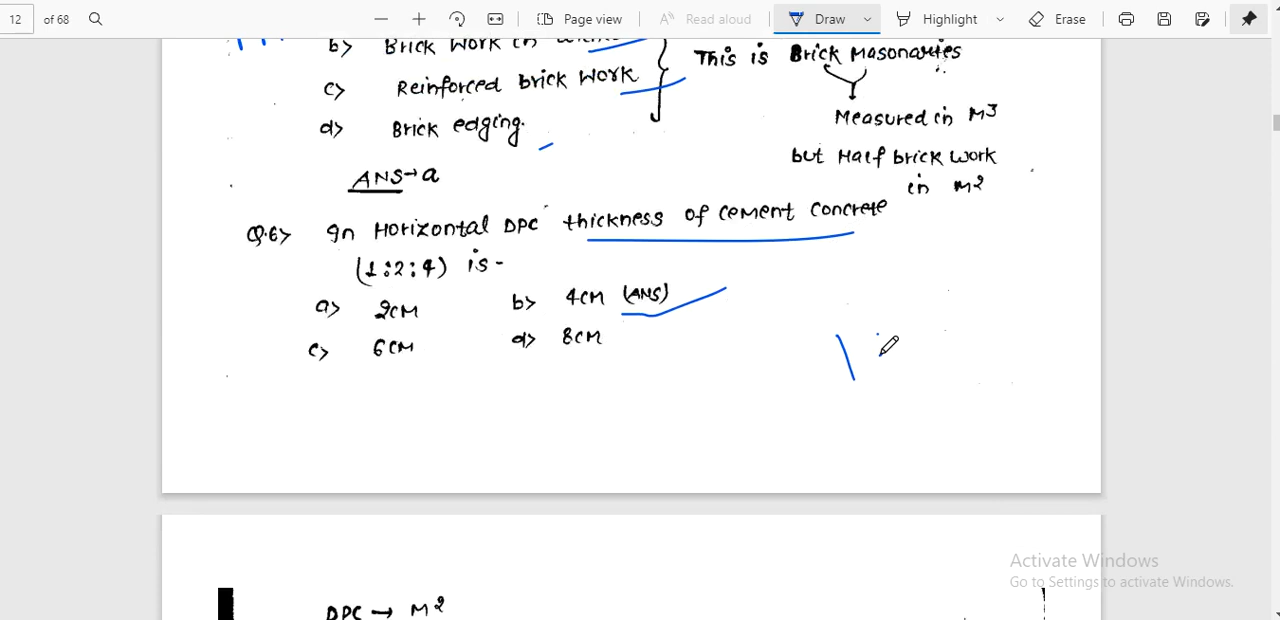 12 of 68 Page view Read aloud Draw Highlight Erase
b> Brick work in
This is Brick Masonaries
c> Reinforced brick work
d> Brick edging.
Measured in M3
but Half brick work
in M2
ANS→a
Q.6> In Horizontal DPC thickness of cement concrete
(1:2:4) is -
a> 2CM b> 4CM (ANS)
c> 6CM d> 8CM
Activate Windows
Go to Settings to activate Windows.
DPC → M2